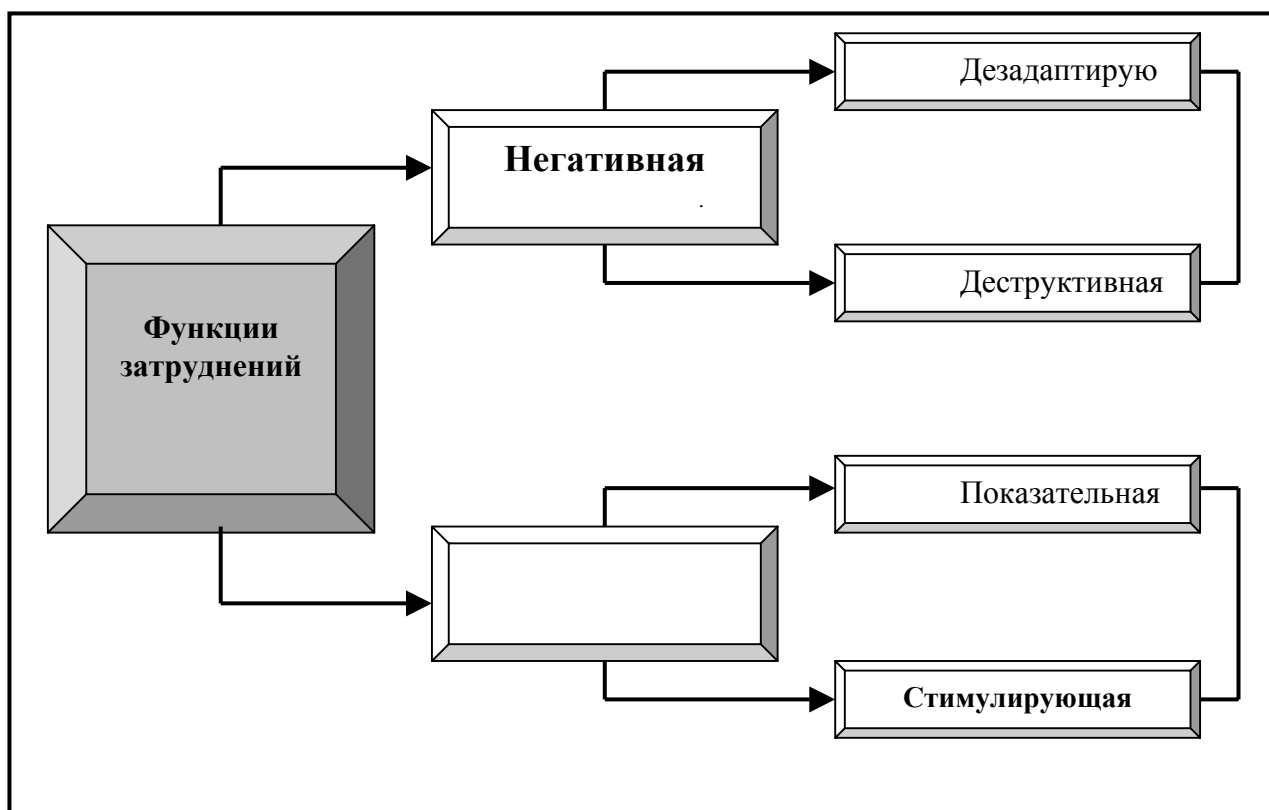 Дезадаптирую
Негативная
.
Деструктивная
Функции
затруднений
Показательная
Стимулирующая